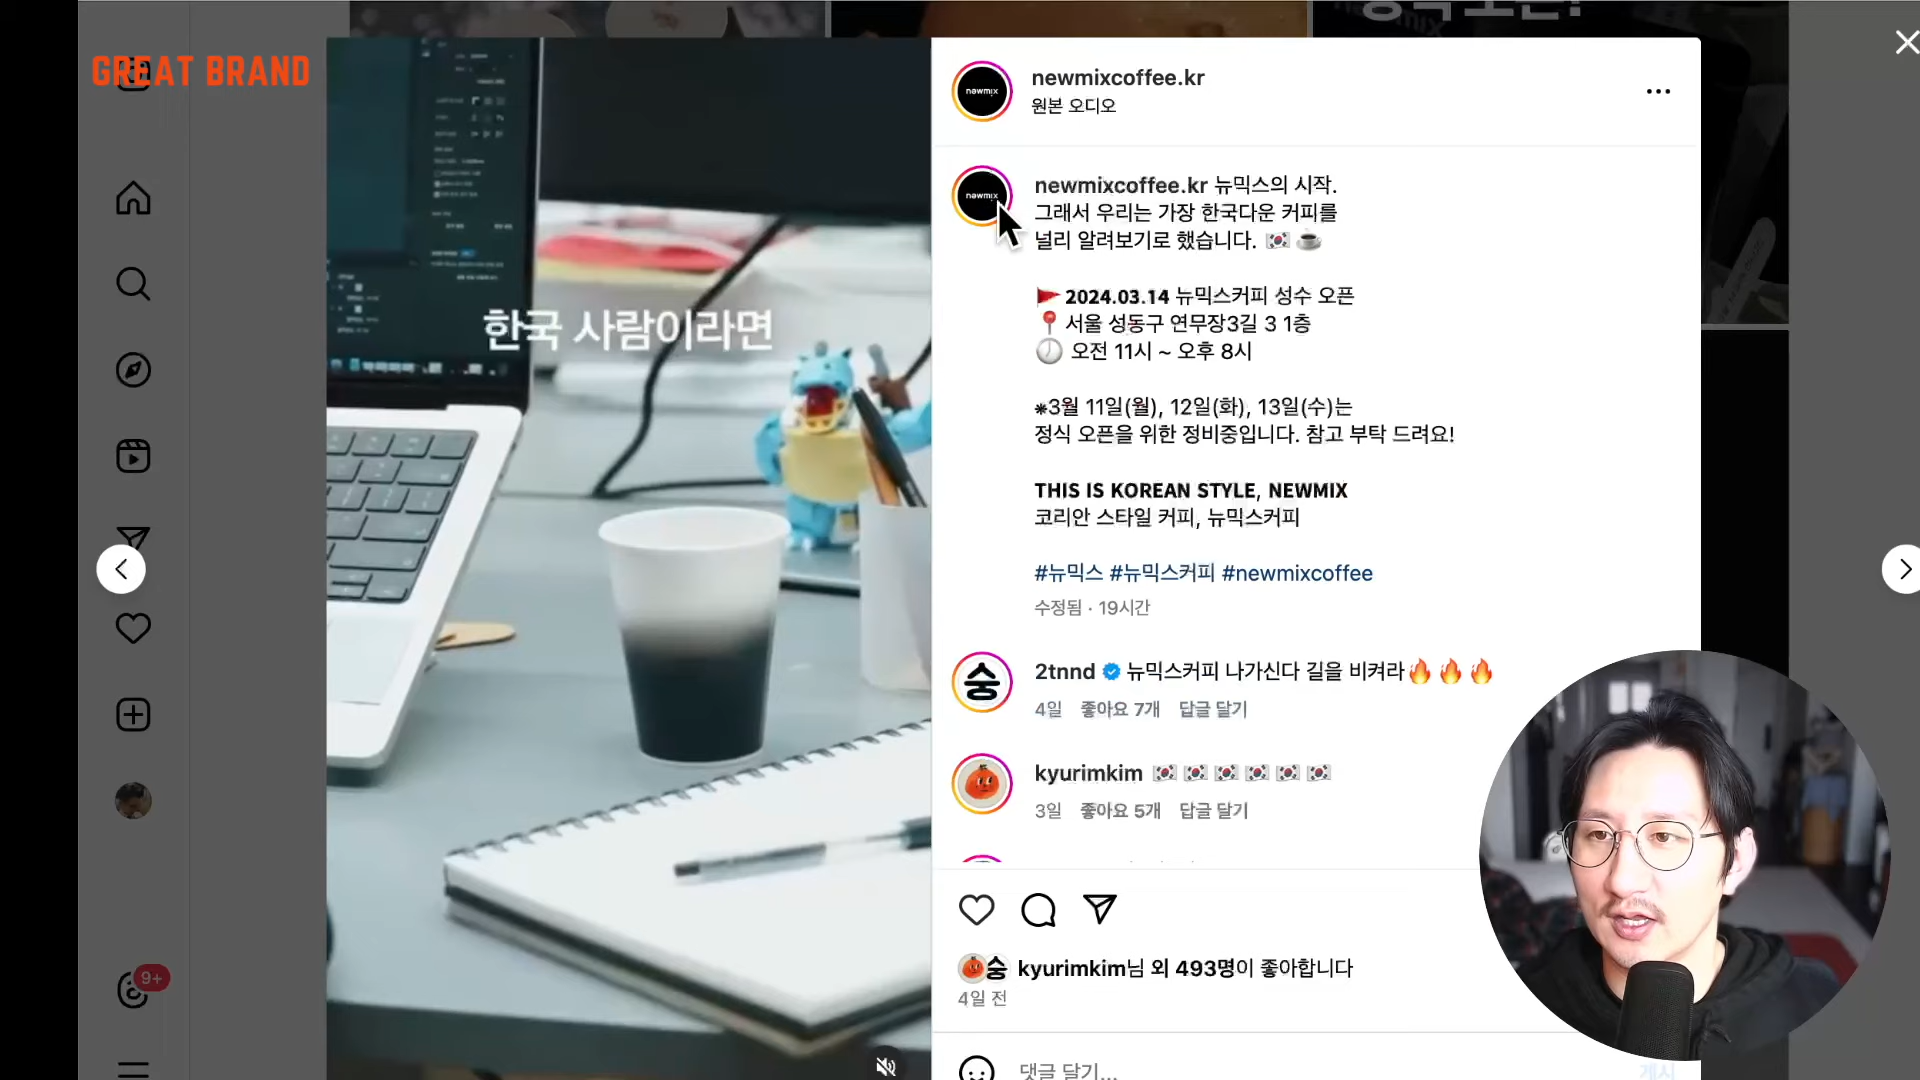 GREAT BRAND
한국 사람이라면
newmixcoffee.kr
원본 오디오
newmix
newmixcoffee.kr 뉴믹스의 시작.
그래서 우리는 가장 한국다운 커피를
널리 알려보기로 했습니다. 🇰🇷 ☕
🚩 2024.03.14 뉴믹스커피 성수 오픈
📍 서울 성동구 연무장3길 3 1층
🕖 오전 11시 ~ 오후 8시
⁕3월 11일(월), 12일(화), 13일(수)는
정식 오픈을 위한 정비중입니다. 참고 부탁 드려요!
THIS IS KOREAN STYLE, NEWMIX
코리안 스타일 커피, 뉴믹스커피
#뉴믹스 #뉴믹스커피 #newmixcoffee
수정됨 · 19시간
숭
2tnnd 뉴믹스커피 나가신다 길을 비켜라🔥🔥🔥
4일 좋아요 7개 답글 달기
kyurimkim 🇰🇷🇰🇷🇰🇷🇰🇷🇰🇷🇰🇷
3일 좋아요 5개 답글 달기
kyurimkim님 외 493명이 좋아합니다
4일 전
댓글 달기...
게시
9+
newmix